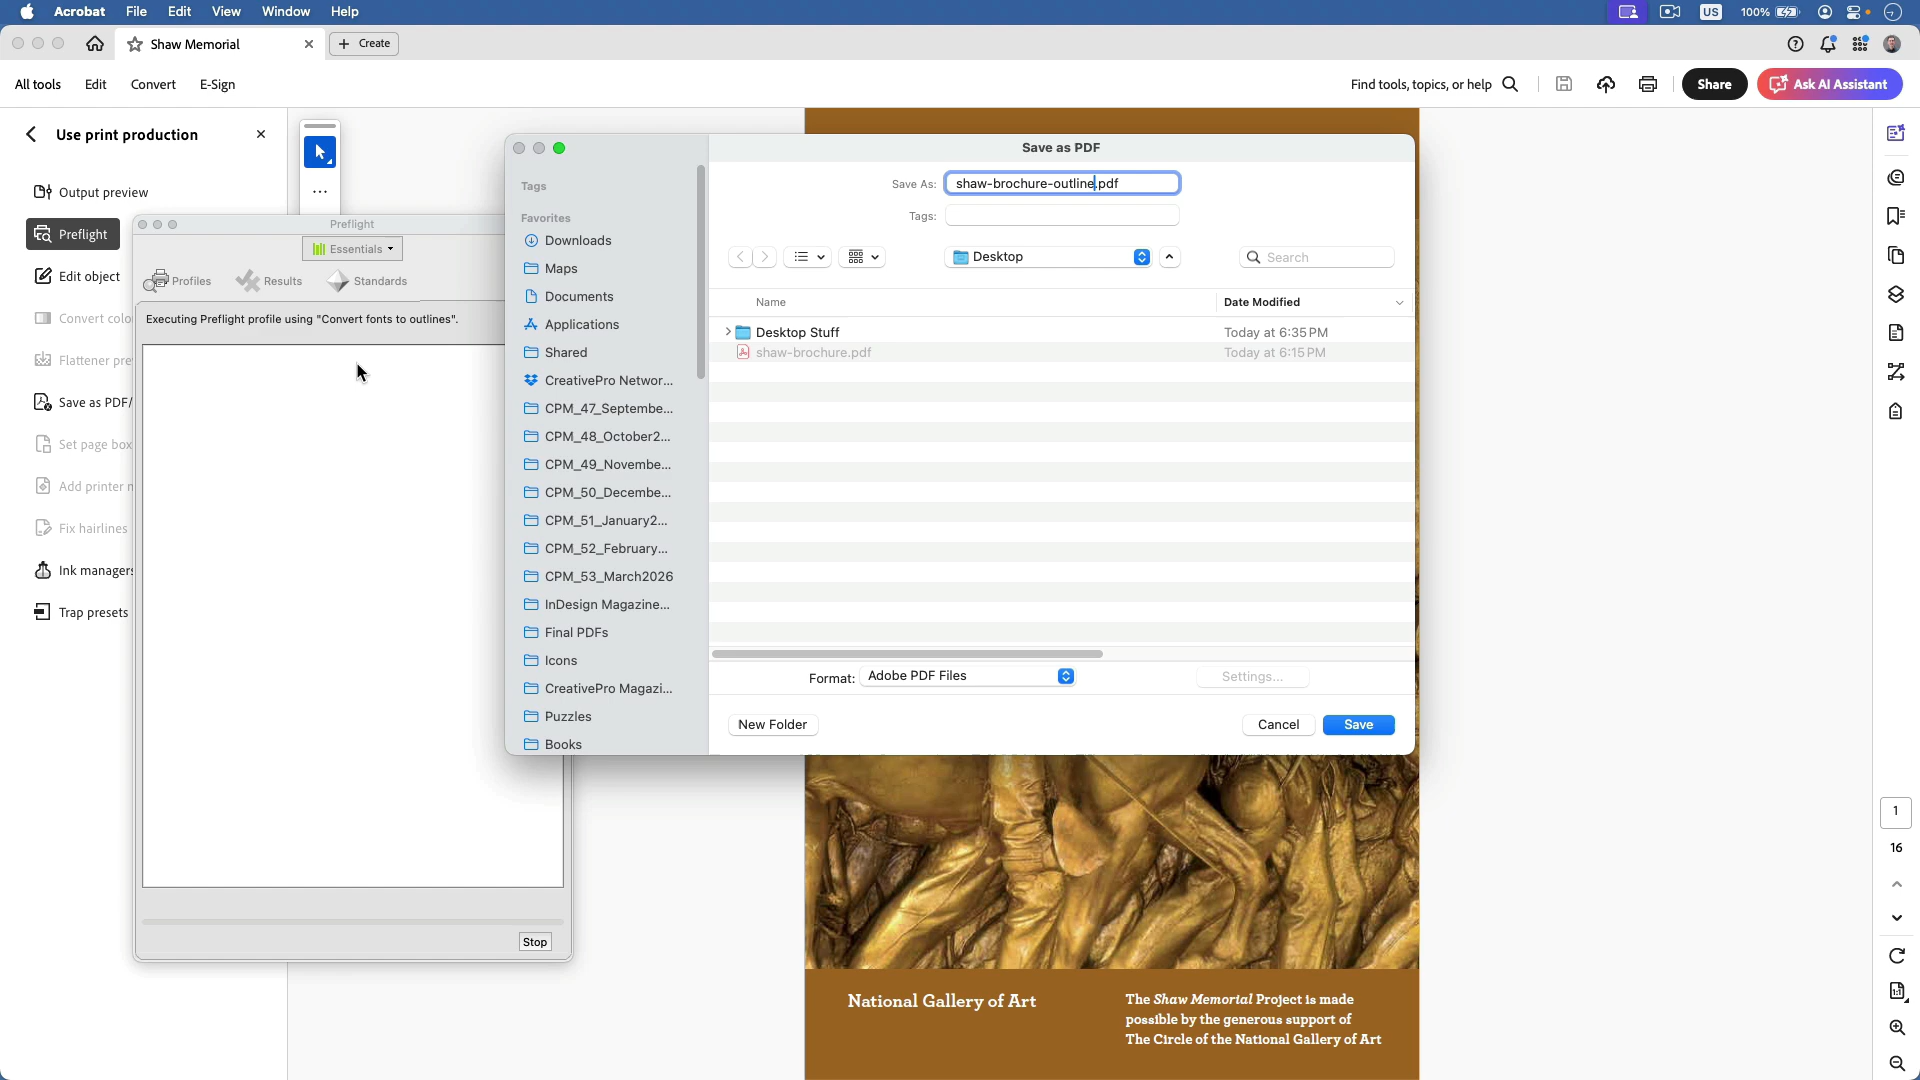 Acrobat File Edit View Window Help
US 100%
Shaw Memorial
Create
All tools Edit Convert E-Sign
Find tools, topics, or help
Share
Ask AI Assistant
Use print production
Output preview
Preflight
Edit object
Convert colo
Flattener pre
Save as PDF/
Set page box
Add printer m
Fix hairlines
Ink managers
Trap presets
Preflight
Essentials
Profiles Results Standards
Executing Preflight profile using "Convert fonts to outlines".
Stop
Save as PDF
Save As: shaw-brochure-outline.pdf
Tags:
Desktop
Search
Tags
Favorites
Downloads
Maps
Documents
Applications
Shared
CreativePro Networ...
CPM_47_Septembe...
CPM_48_October2...
CPM_49_Novembe...
CPM_50_Decembe...
CPM_51_January2...
CPM_52_February...
CPM_53_March2026
InDesign Magazine...
Final PDFs
Icons
CreativePro Magazi...
Puzzles
Books
Name Date Modified
Desktop Stuff Today at 6:35 PM
shaw-brochure.pdf Today at 6:15 PM
Format: Adobe PDF Files
Settings...
New Folder
Cancel
Save
National Gallery of Art
The Shaw Memorial Project is made
possible by the generous support of
The Circle of the National Gallery of Art
1
16
1:1